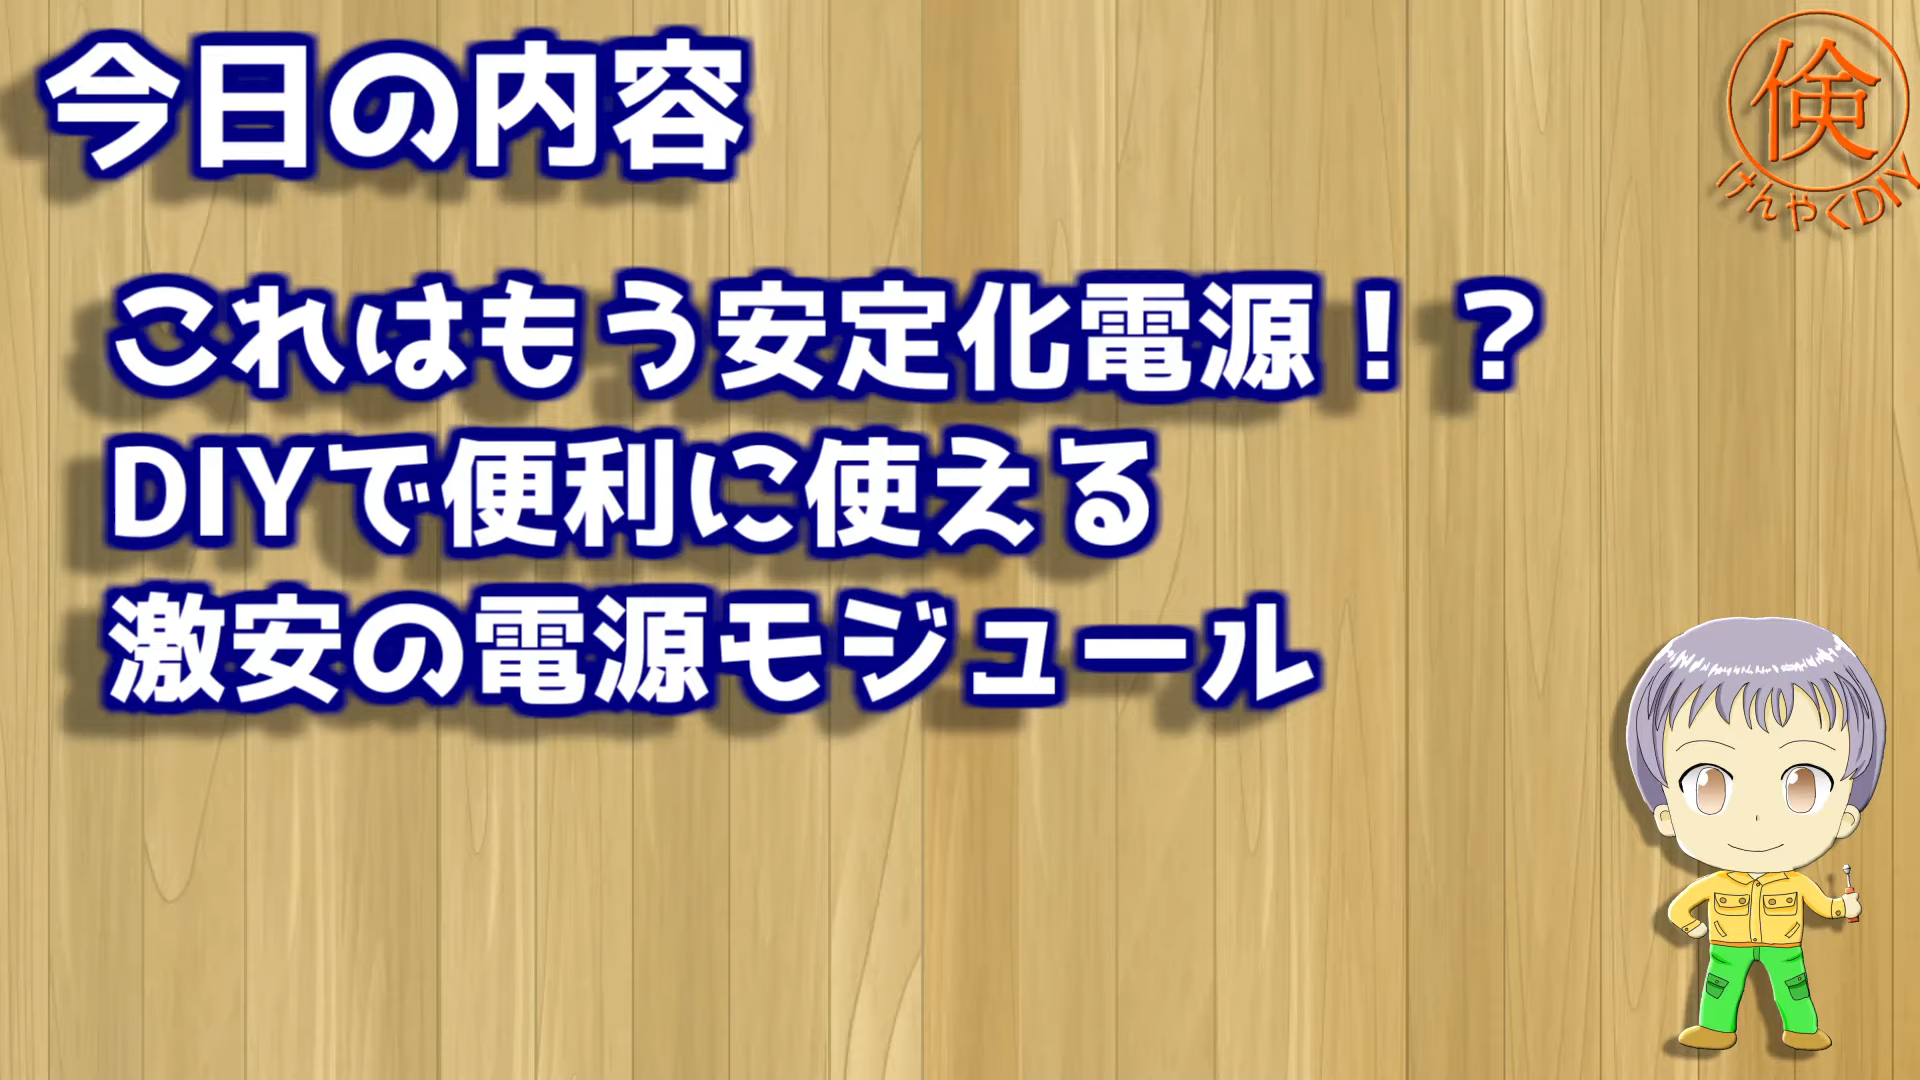 今日の内容
倹
けんやくDIY
これはもう安定化電源！？
DIYで便利に使える
激安の電源モジュール